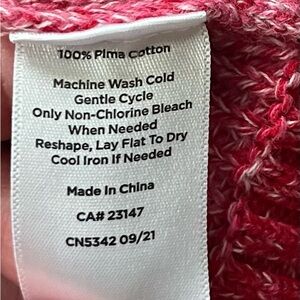 100% Pima Cotton
Machine Wash Cold
Gentle Cycle
Only Non-Chlorine Bleach
When Needed
Reshape, Lay Flat To Dry
Cool Iron If Needed
Made In China
CA# 23147
CN5342 09/21